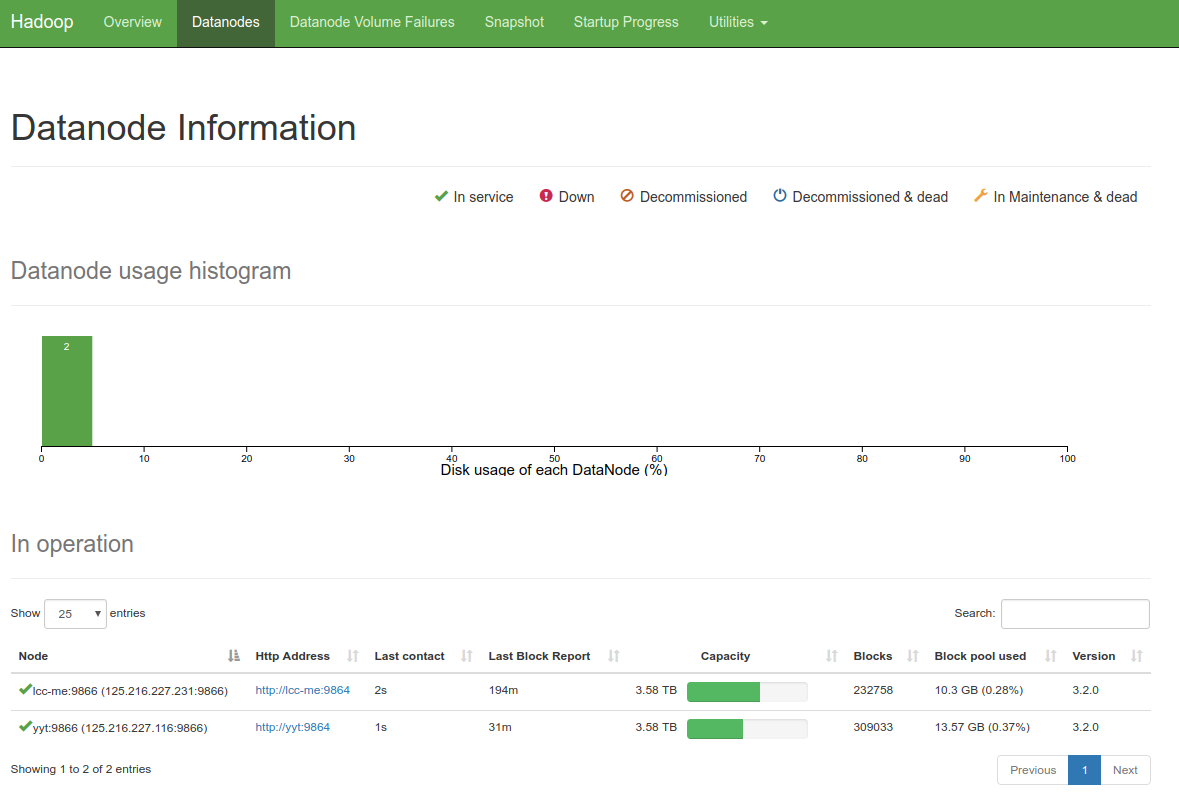 Hadoop Overview Datanodes Datanode Volume Failures Snapshot Startup Progress Utilities
Datanode Information
In service Down Decommissioned Decommissioned & dead In Maintenance & dead
Datanode usage histogram
2
0 10 20 30 40 50 60 70 80 90 100
Disk usage of each DataNode (%)
In operation
Show 25 entries Search:
Node Http Address Last contact Last Block Report Capacity Blocks Block pool used Version
lcc-me:9866 (125.216.227.231:9866) http://lcc-me:9864 2s 194m 3.58 TB 232758 10.3 GB (0.28%) 3.2.0
yyt:9866 (125.216.227.116:9866) http://yyt:9864 1s 31m 3.58 TB 309033 13.57 GB (0.37%) 3.2.0
Showing 1 to 2 of 2 entries Previous 1 Next